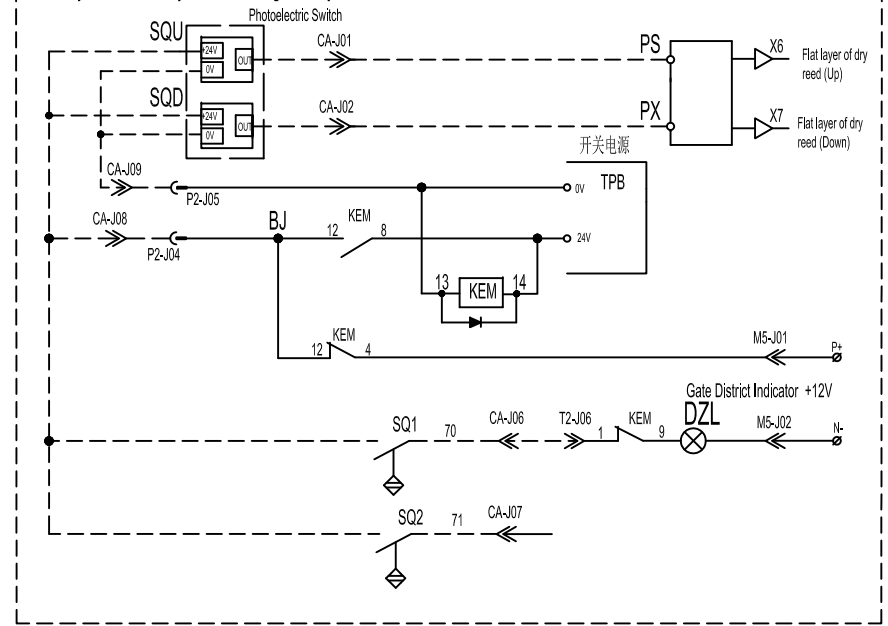 Photoelectric Switch
SQU
+24V
0V
OUT
CA-J01
PS
X6
Flat layer of dry
reed (Up)
SQD
+24V
0V
OUT
CA-J02
PX
X7
Flat layer of dry
reed (Down)
开关电源
CA-J09
P2-J05
0V
TPB
CA-J08
P2-J04
BJ
12
KEM
8
24V
13
KEM
14
12
KEM
4
M5-J01
P+
Gate District Indicator +12V
SQ1
70
CA-J06
T2-J06
1
KEM
9
DZL
M5-J02
N-
SQ2
71
CA-J07